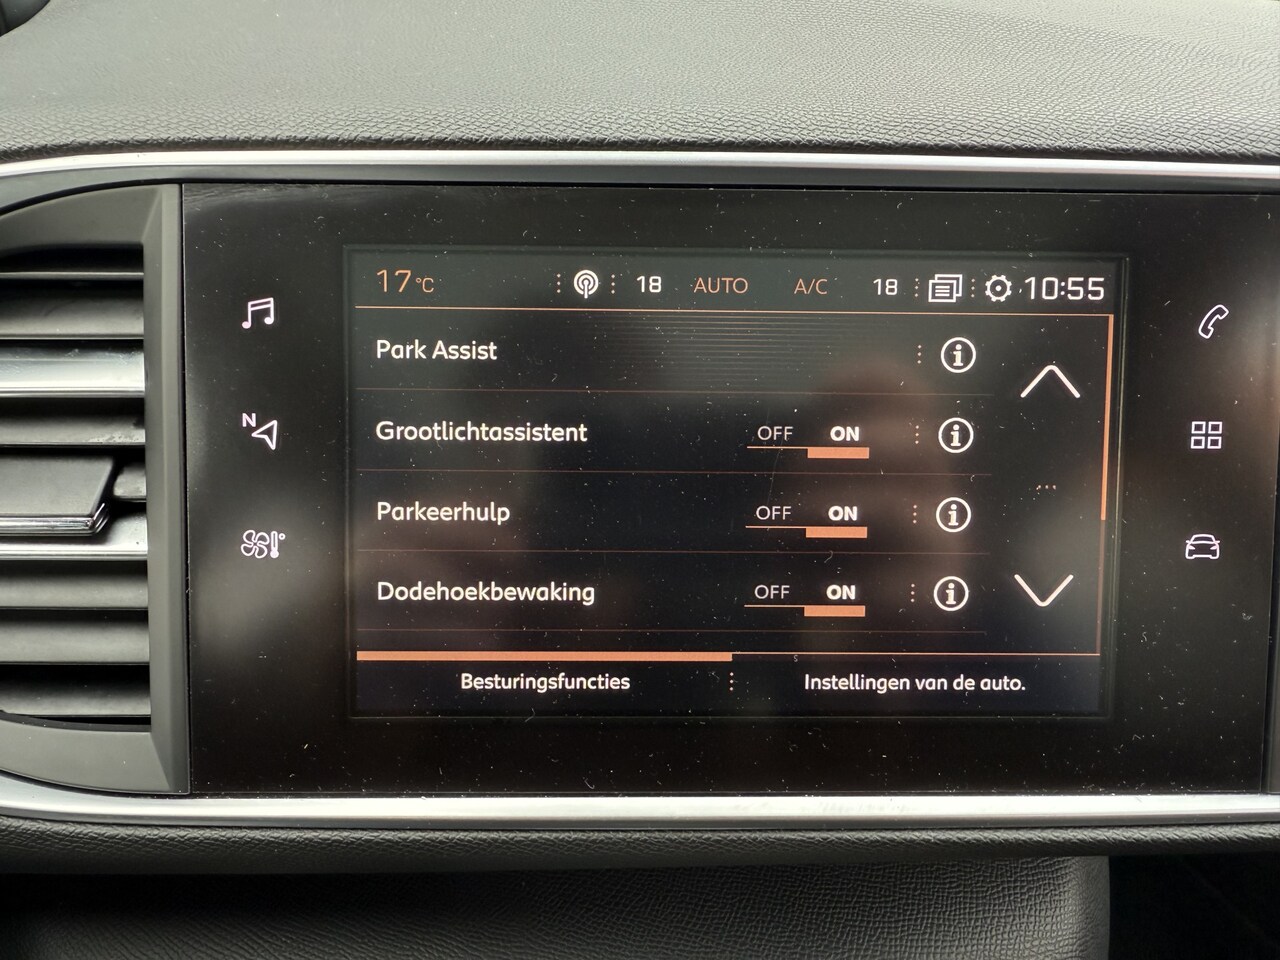 17°C 18 AUTO A/C 18 10:55
Park Assist
Grootlichtassistent OFF ON
Parkeerhulp OFF ON
Dodehoekbewaking OFF ON
Besturingsfuncties Instellingen van de auto.
N